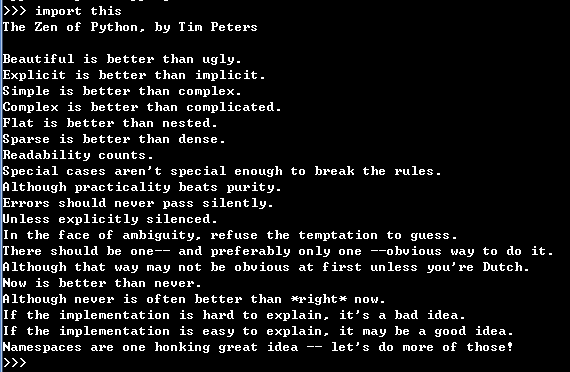 >>> import this
The Zen of Python, by Tim Peters

Beautiful is better than ugly.
Explicit is better than implicit.
Simple is better than complex.
Complex is better than complicated.
Flat is better than nested.
Sparse is better than dense.
Readability counts.
Special cases aren't special enough to break the rules.
Although practicality beats purity.
Errors should never pass silently.
Unless explicitly silenced.
In the face of ambiguity, refuse the temptation to guess.
There should be one-- and preferably only one --obvious way to do it.
Although that way may not be obvious at first unless you're Dutch.
Now is better than never.
Although never is often better than *right* now.
If the implementation is hard to explain, it's a bad idea.
If the implementation is easy to explain, it may be a good idea.
Namespaces are one honking great idea -- let's do more of those!
>>>